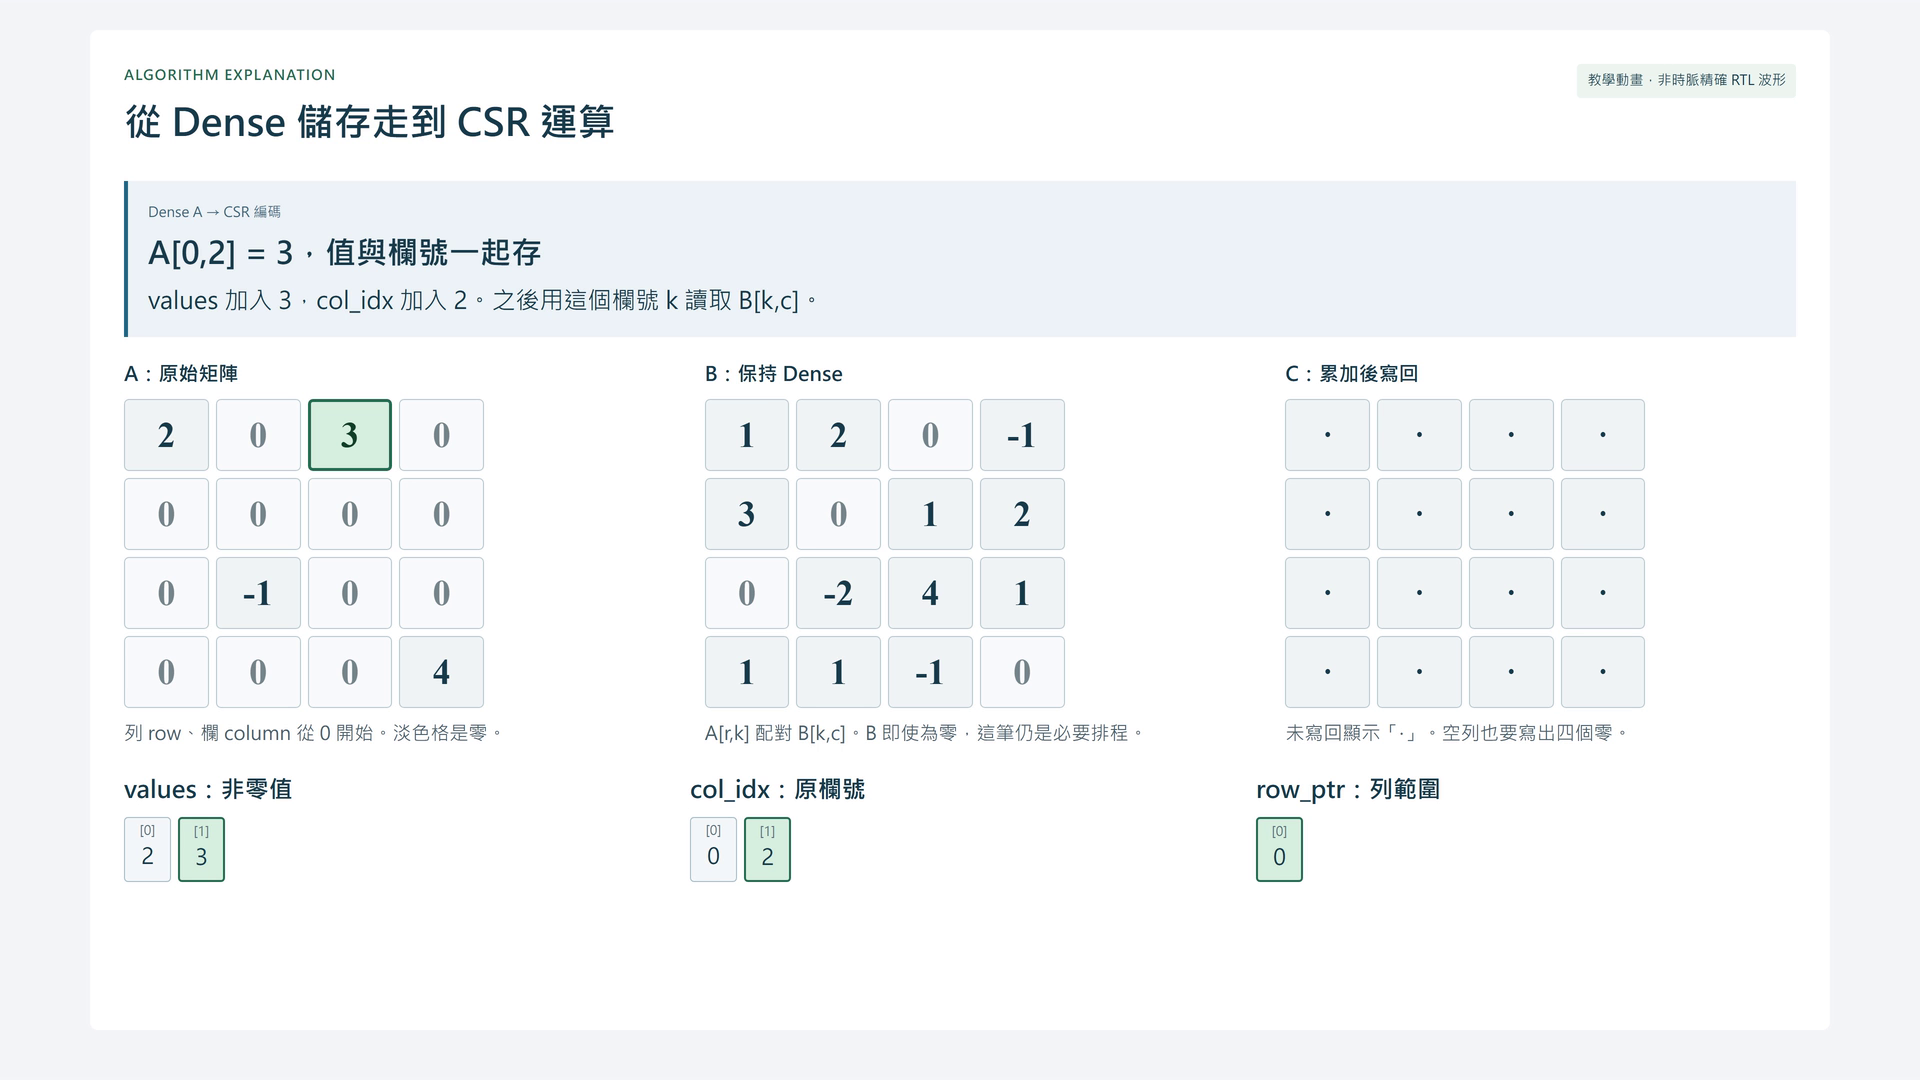 ALGORITHM EXPLANATION
教學動畫，非時脈精確 RTL 波形
從 Dense 儲存走到 CSR 運算
Dense A → CSR 編碼
A[0,2] = 3，值與欄號一起存
values 加入 3，col_idx 加入 2。之後用這個欄號 k 讀取 B[k,c]。
A：原始矩陣
2 0 3 0
0 0 0 0
0 -1 0 0
0 0 0 4
列 row、欄 column 從 0 開始。淡色格是零。
B：保持 Dense
1 2 0 -1
3 0 1 2
0 -2 4 1
1 1 -1 0
A[r,k] 配對 B[k,c]。B 即使為零，這筆仍是必要排程。
C：累加後寫回
· · · ·
· · · ·
· · · ·
· · · ·
未寫回顯示「·」。空列也要寫出四個零。
values：非零值
[0] [1]
2 3
col_idx：原欄號
[0] [1]
0 2
row_ptr：列範圍
[0]
0